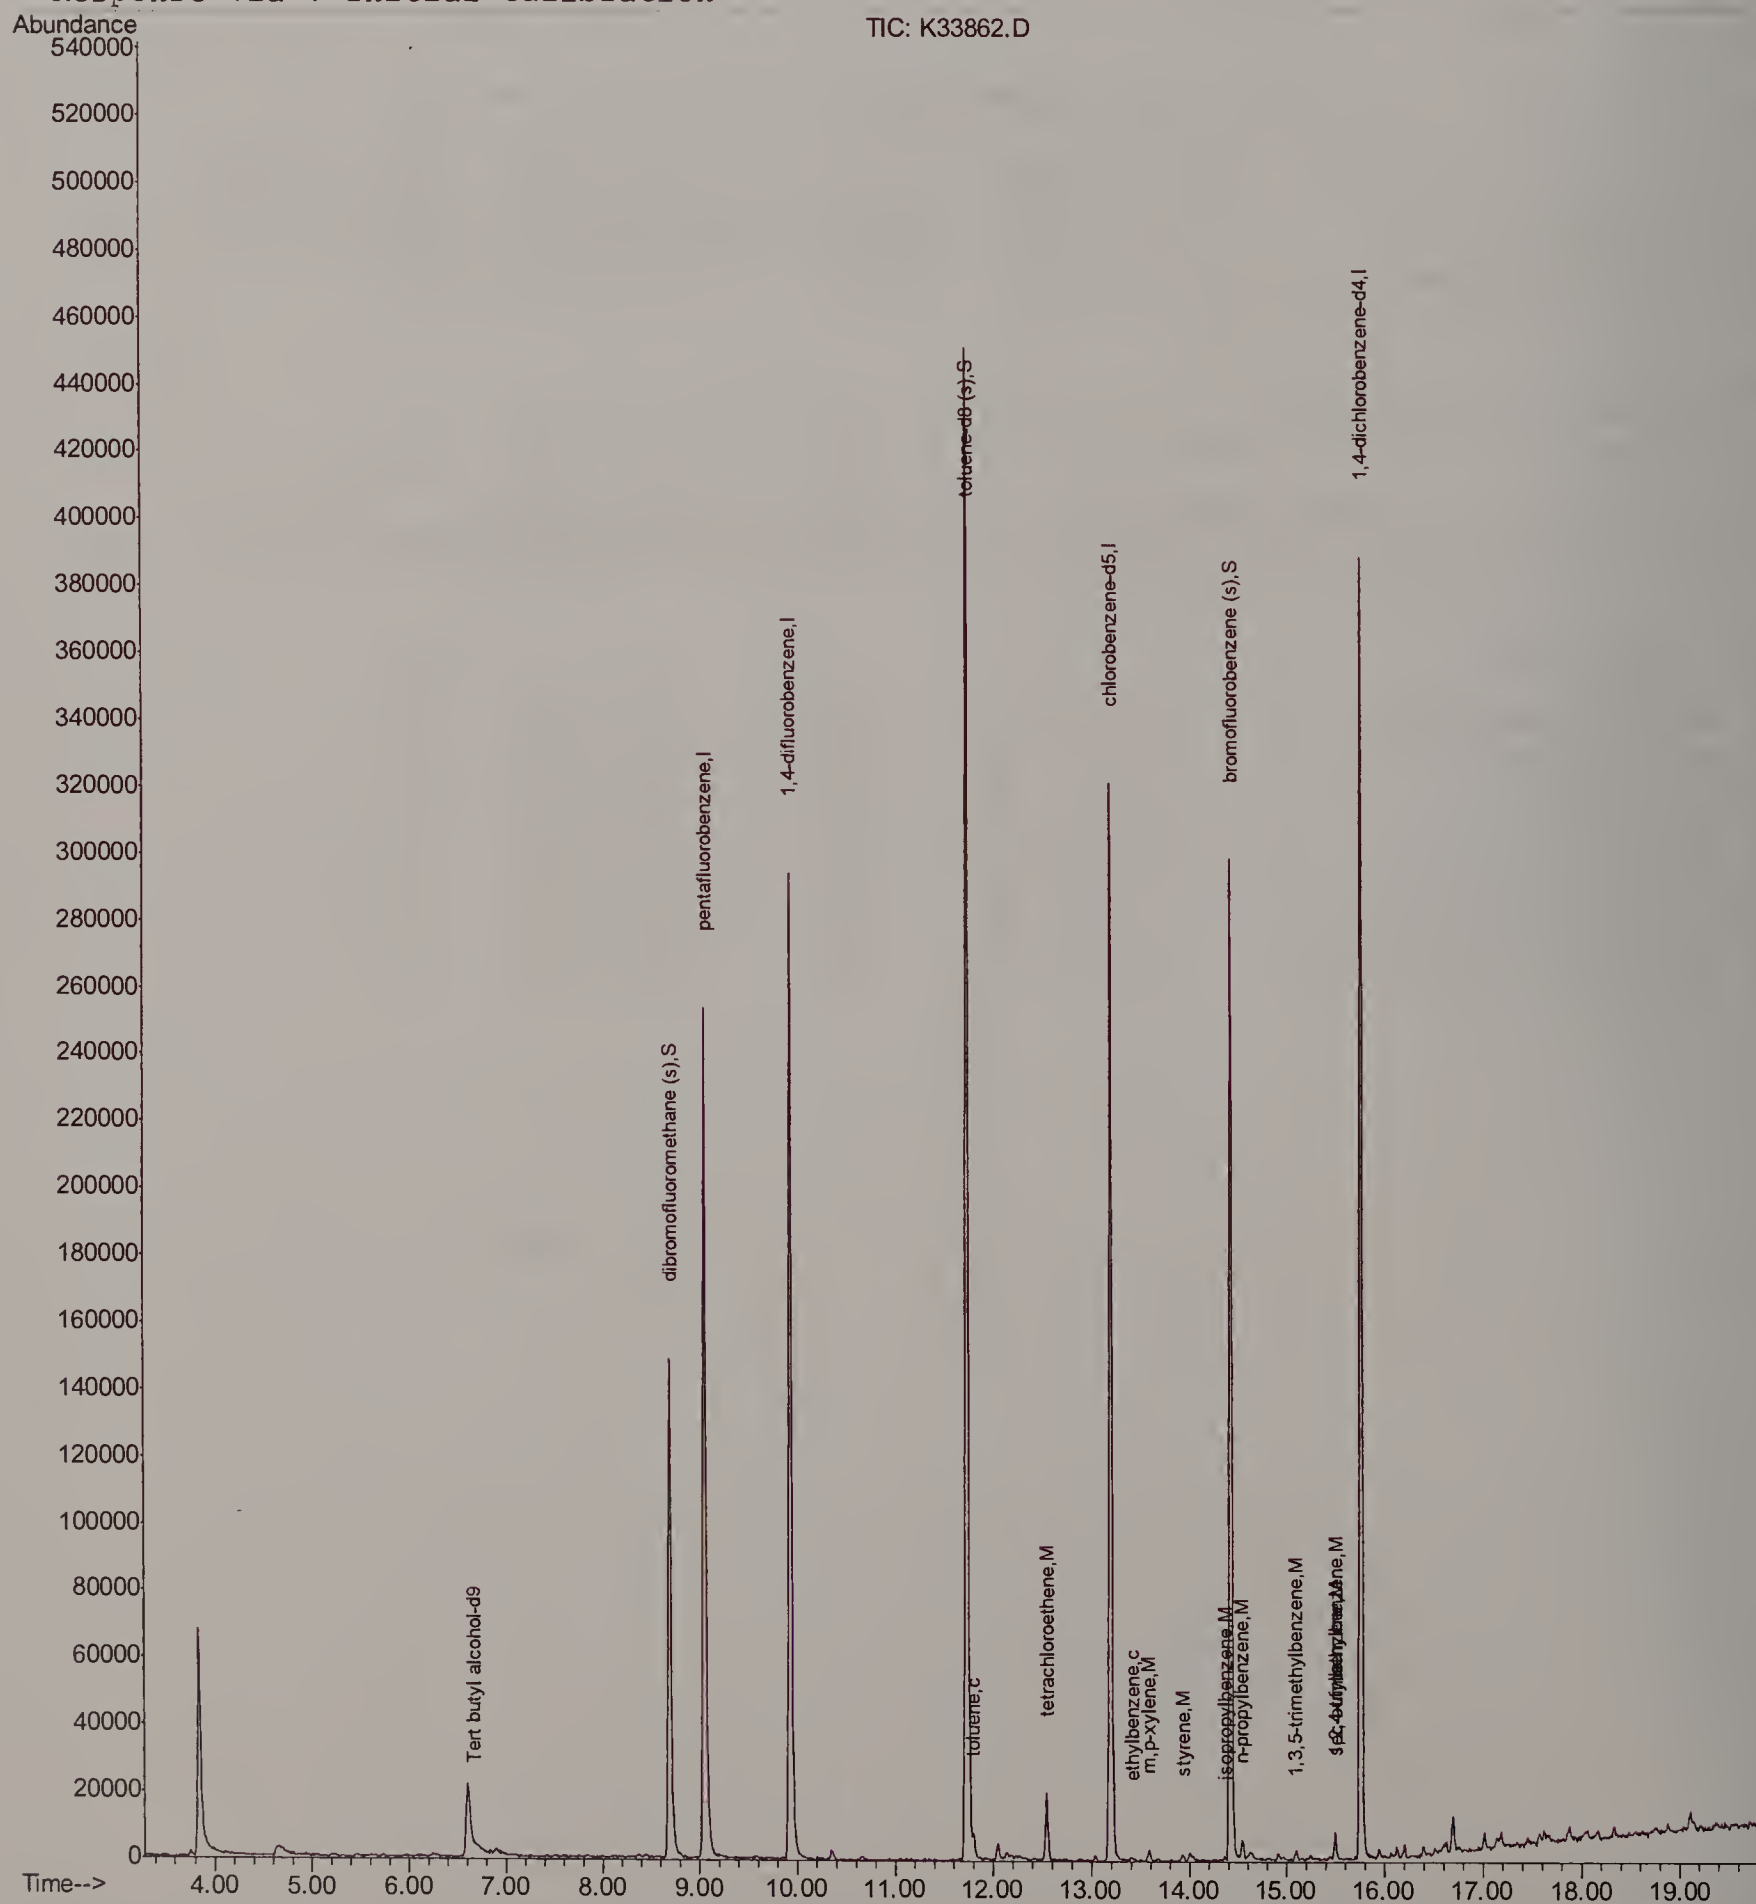 Response via : Initial Calibration
Abundance
TIC: K33862.D
540000
520000
500000
480000
460000
440000
420000
400000
380000
360000
340000
320000
300000
280000
260000
240000
220000
200000
180000
160000
140000
120000
100000
80000
60000
40000
20000
0
Tert butyl alcohol-d9
dibromofluoromethane (s),S
pentafluorobenzene,I
1,4-difluorobenzene,I
toluene-d8 (s),S
toluene,c
tetrachloroethene,M
chlorobenzene-d5,I
ethylbenzene,c
m,p-xylene,M
styrene,M
isopropylbenzene,M
bromofluorobenzene (s),S
n-propylbenzene,M
1,3,5-trimethylbenzene,M
1,4-dichlorobenzene-d4,I
Time-->
4.00 5.00 6.00 7.00 8.00 9.00 10.00 11.00 12.00 13.00 14.00 15.00 16.00 17.00 18.00 19.00